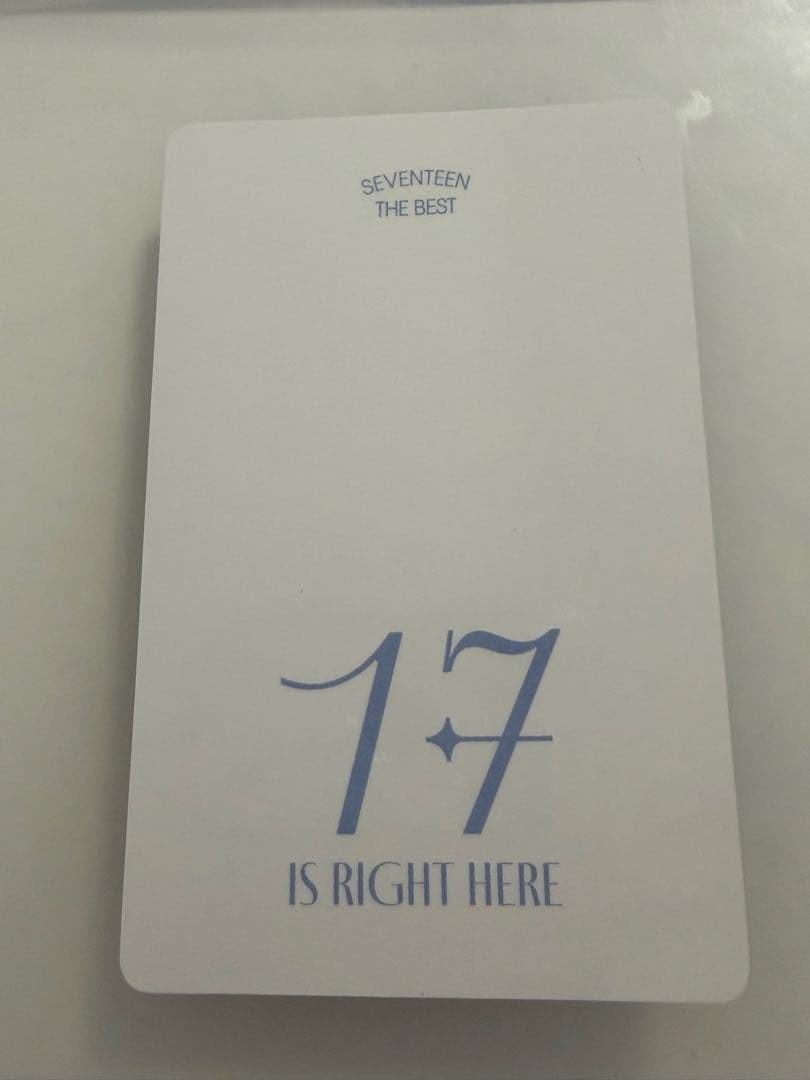 SEVENTEEN
THE BEST
17
IS RIGHT HERE